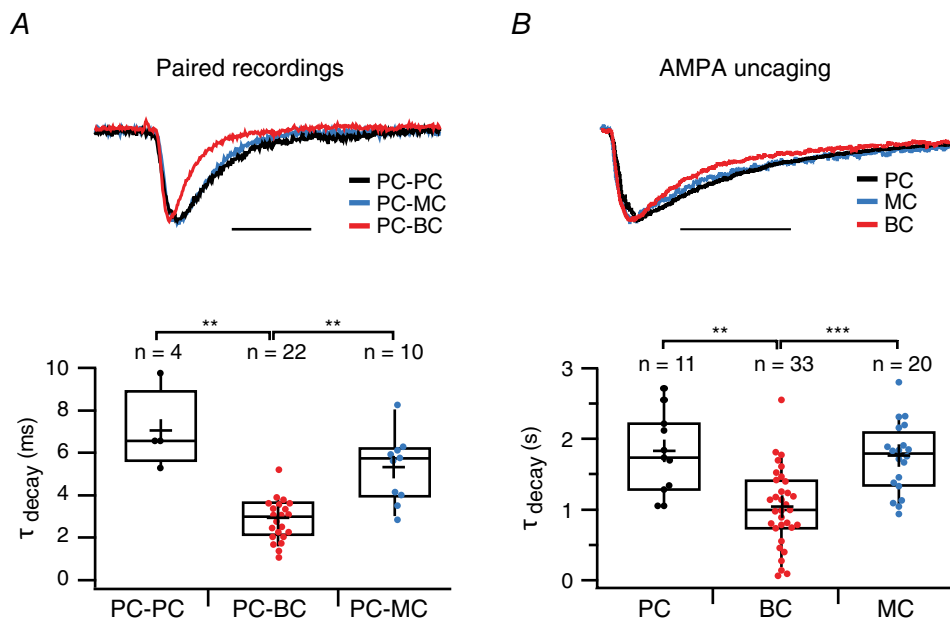 A
Paired recordings
PC-PC
PC-MC
PC-BC
** **
n = 4 n = 22 n = 10
10
8
6
4
2
0
τ decay (ms)
PC-PC PC-BC PC-MC
B
AMPA uncaging
PC
MC
BC
** ***
n = 11 n = 33 n = 20
3
2
1
0
τ decay (s)
PC BC MC